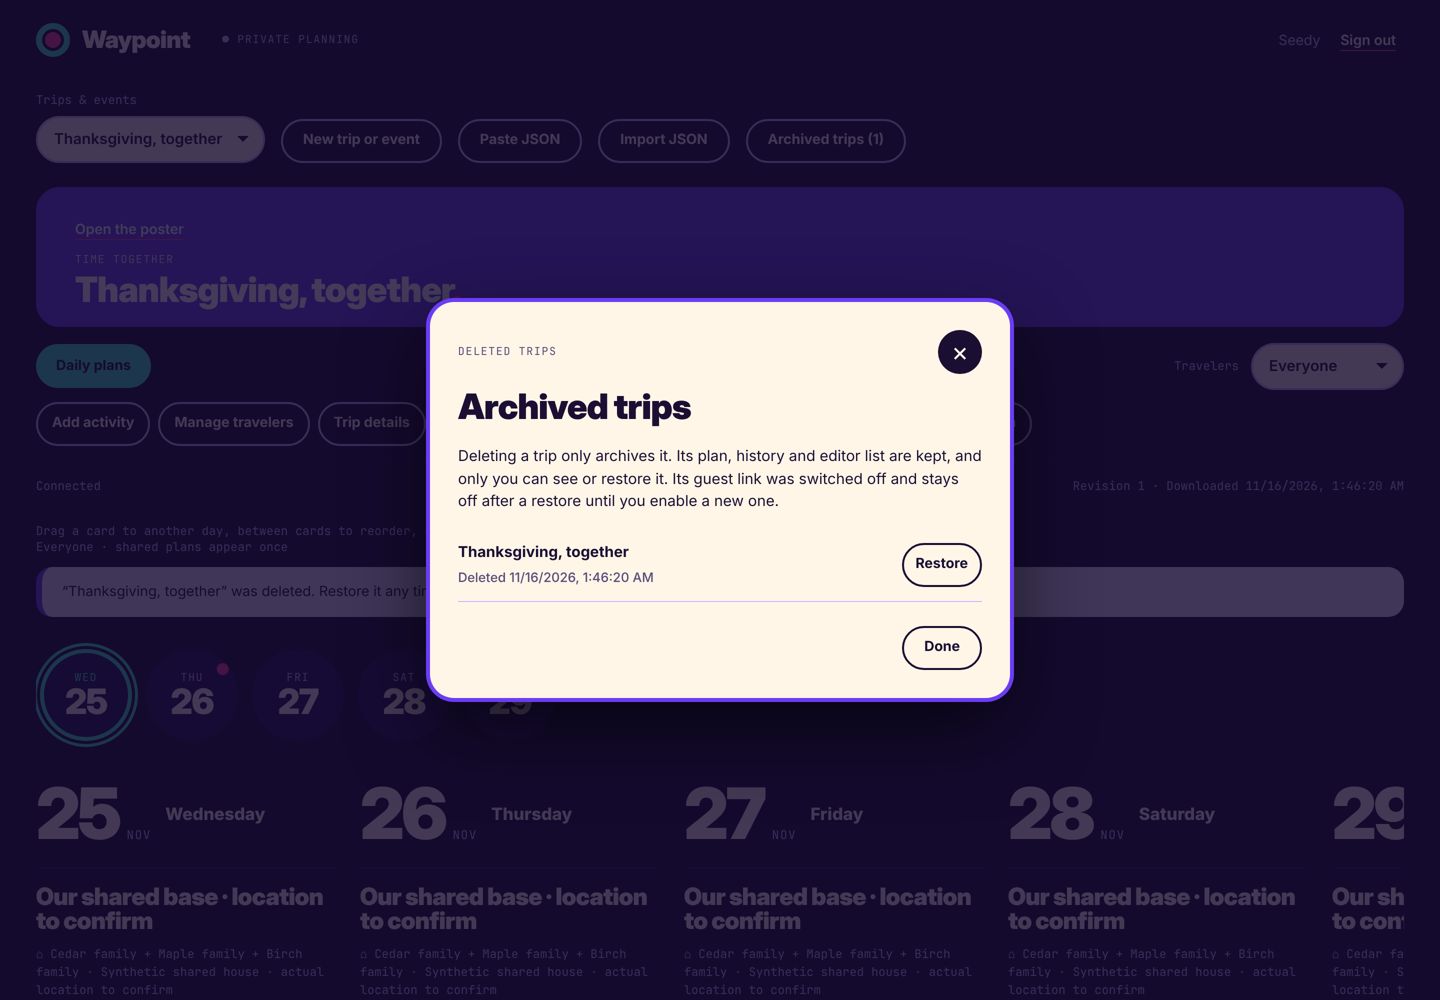 Waypoint
PRIVATE PLANNING
Seedy
Sign out
Trips & events
Thanksgiving, together
New trip or event
Paste JSON
Import JSON
Archived trips (1)
Open the poster
TIME TOGETHER
Thanksgiving, together
Daily plans
Travelers
Everyone
Add activity
Manage travelers
Trip details
DELETED TRIPS
×
Archived trips
Deleting a trip only archives it. Its plan, history and editor list are kept, and
only you can see or restore it. Its guest link was switched off and stays
off after a restore until you enable a new one.
Thanksgiving, together
Deleted 11/16/2026, 1:46:20 AM
Restore
Done
Connected
Revision 1 · Downloaded 11/16/2026, 1:46:20 AM
Drag a card to another day, between cards to reorder,
Everyone · shared plans appear once
“Thanksgiving, together” was deleted. Restore it any
WED
25
THU
26
FRI
27
SAT
28
29
25 NOV Wednesday
26 NOV Thursday
27 NOV Friday
28 NOV Saturday
29
Our shared base · location
to confirm
⌂ Cedar family + Maple family + Birch
family · Synthetic shared house · actual
location to confirm
Our shared base · location
to confirm
⌂ Cedar family + Maple family + Birch
family · Synthetic shared house · actual
location to confirm
Our shared base · location
to confirm
⌂ Cedar family + Maple family + Birch
family · Synthetic shared house · actual
location to confirm
Our shared base · location
to confirm
⌂ Cedar family + Maple family + Birch
family · Synthetic shared house · actual
location to confirm
Our
to
⌂ Cedar
family ·
location